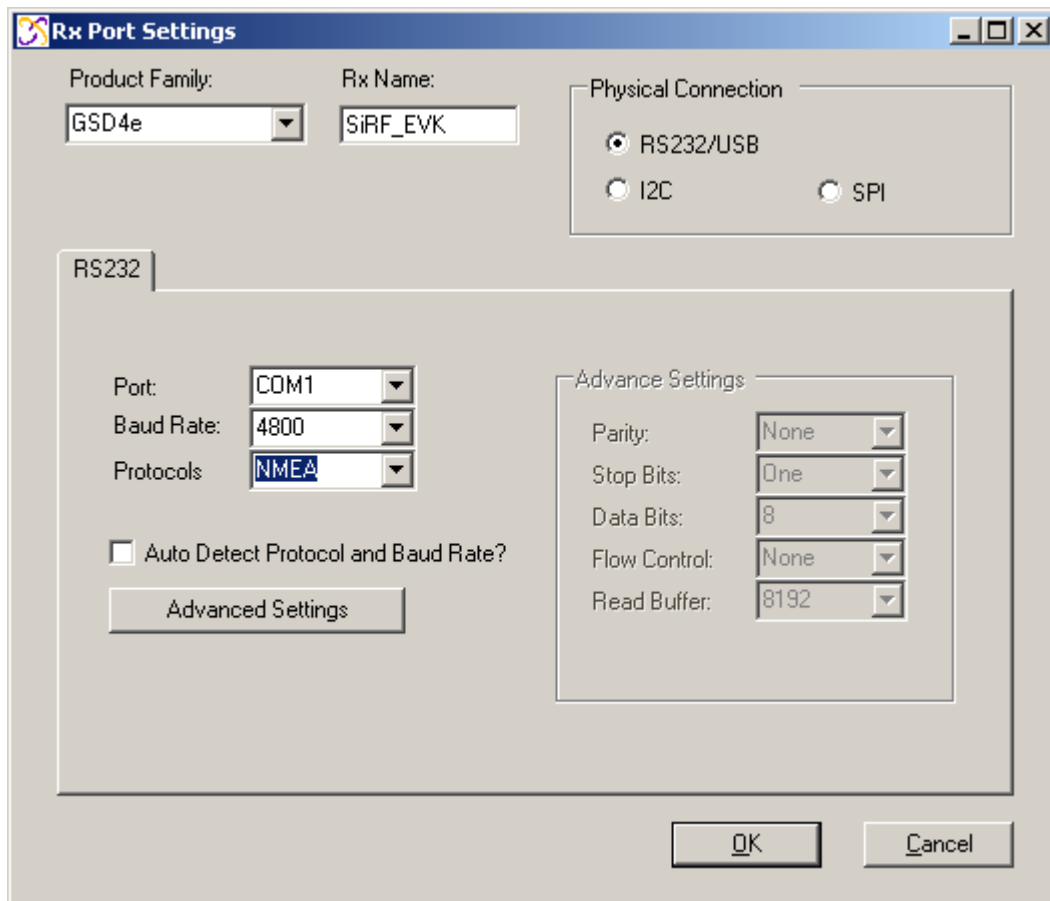 Rx Port Settings
Product Family:
GSD4e
Rx Name:
SiRF_EVK
Physical Connection
RS232/USB
I2C
SPI
RS232
Port:
COM1
Baud Rate:
4800
Protocols
NMEA
Auto Detect Protocol and Baud Rate?
Advanced Settings
Advance Settings
Parity:
None
Stop Bits:
One
Data Bits:
8
Flow Control:
None
Read Buffer:
8192
OK
Cancel